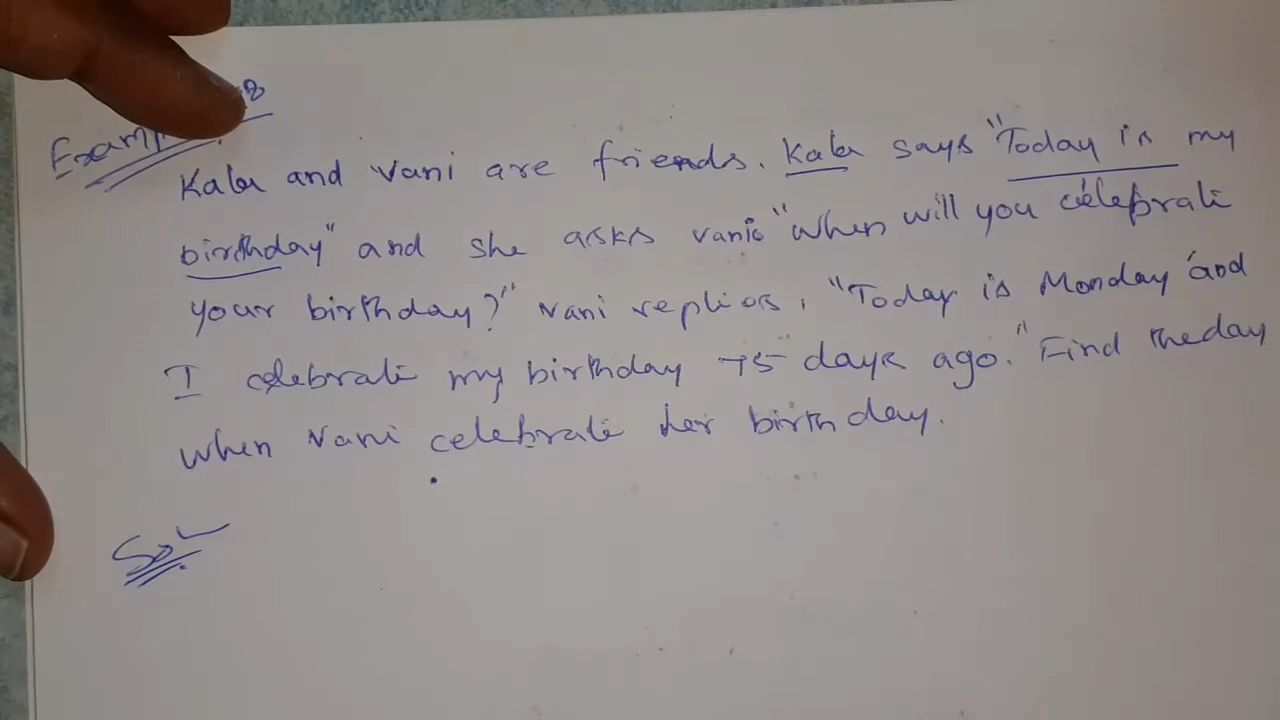 Kala and Vani are friends. Kala says "Today is my
birthday" and she asks vani "when will you celebrate
your birthday?" Vani replies, "Today is Monday and
I celebrate my birthday 75 days ago." Find the day
when Vani celebrate her birthday.